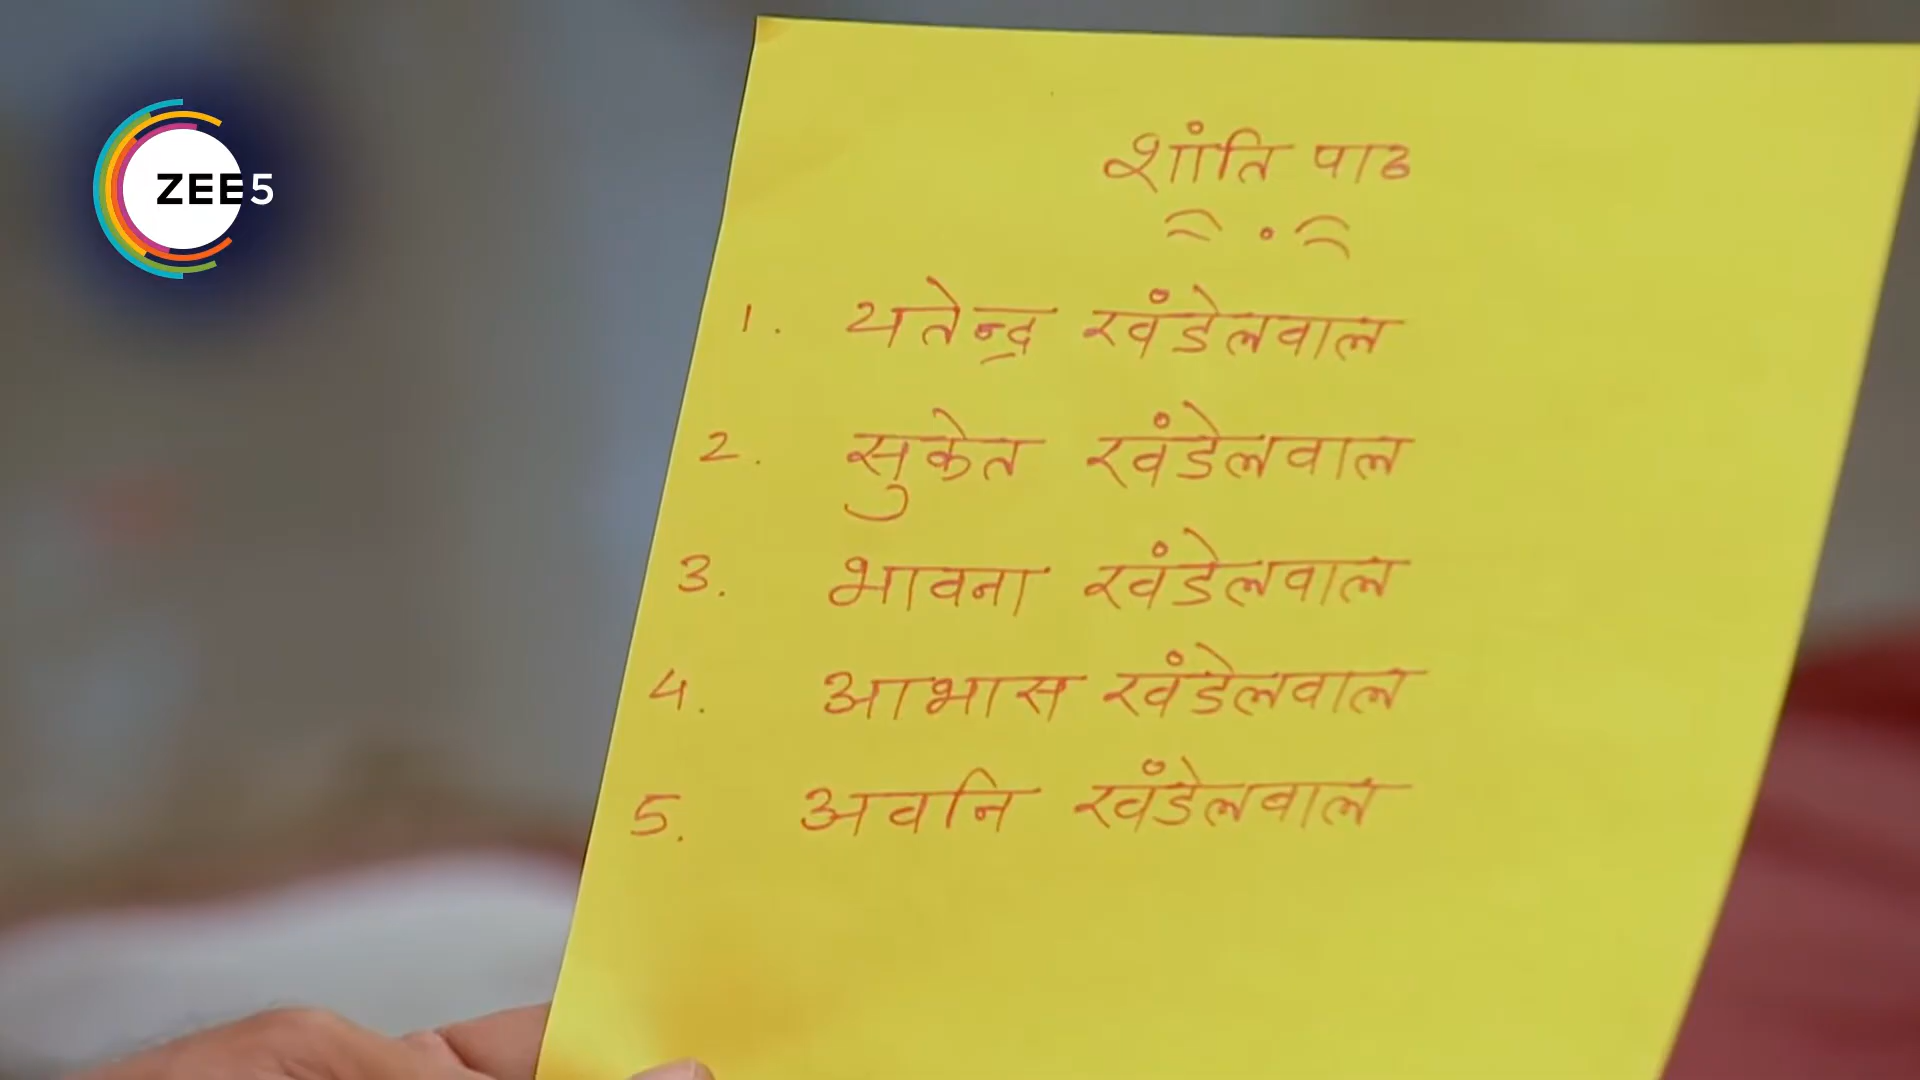 ZEE5
शांति पाठ
1. यतेन्द्र खंडेलवाल
2. सुकेत खंडेलवाल
3. भावना खंडेलवाल
4. आभास खंडेलवाल
5. अवनि खंडेलवाल